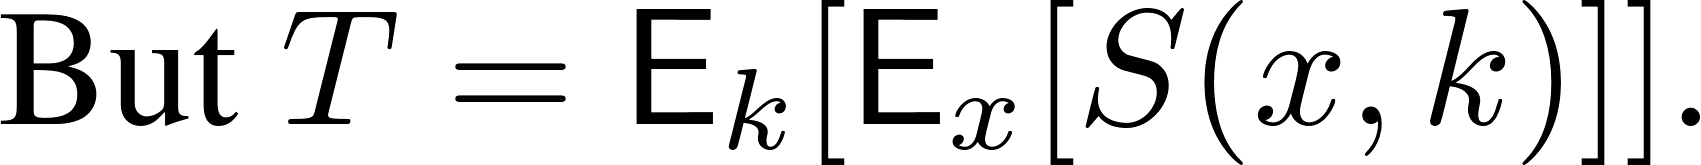 But T = E_k[E_x[S(x, k)]].